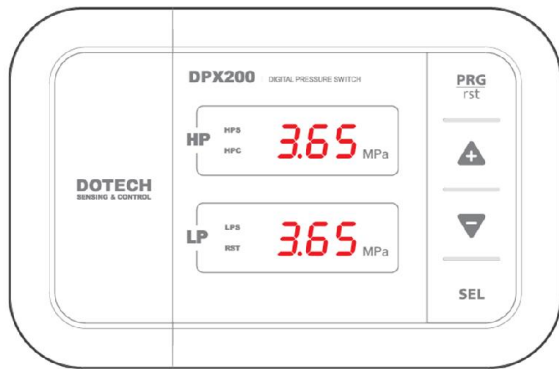 DPX200 DIGITAL PRESSURE SWITCH
HP
HPS
HPC
3.65 MPa
DOTECH
SENSING & CONTROL
LP
LPS
RST
3.65 MPa
PRG
rst
+
−
SEL